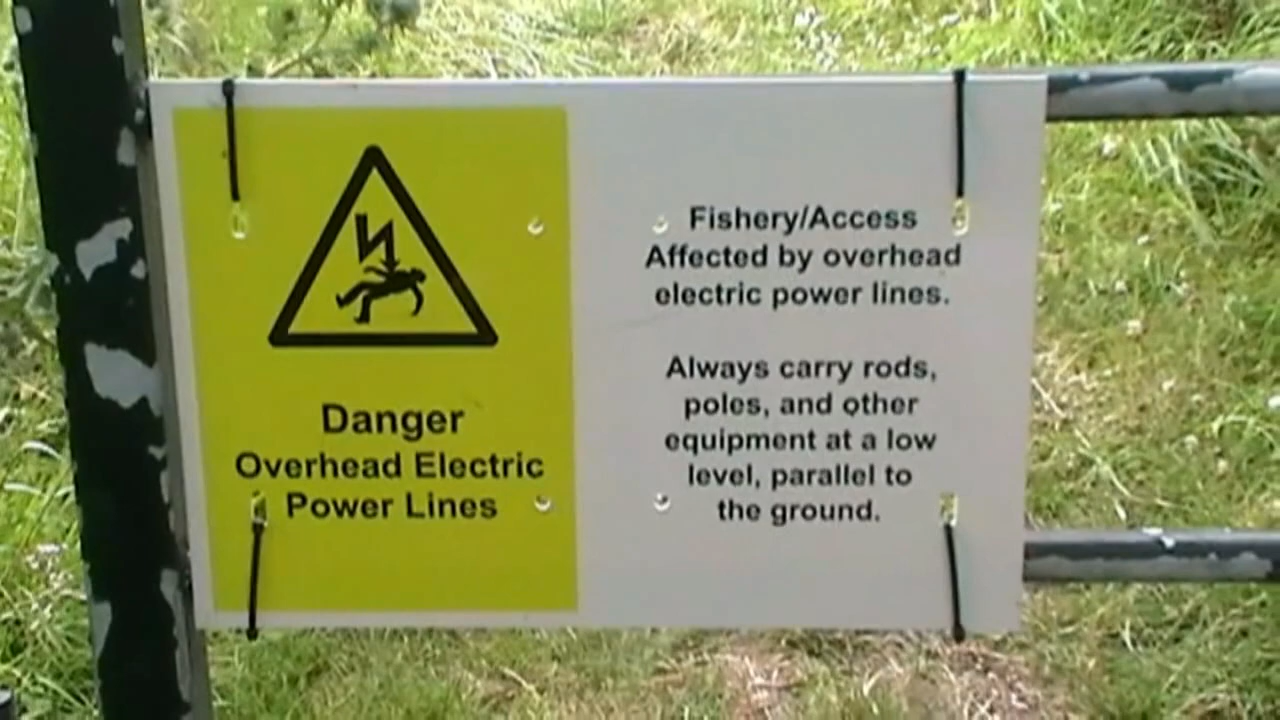 Danger
Overhead Electric
Power Lines
Fishery/Access
Affected by overhead
electric power lines.
Always carry rods,
poles, and other
equipment at a low
level, parallel to
the ground.